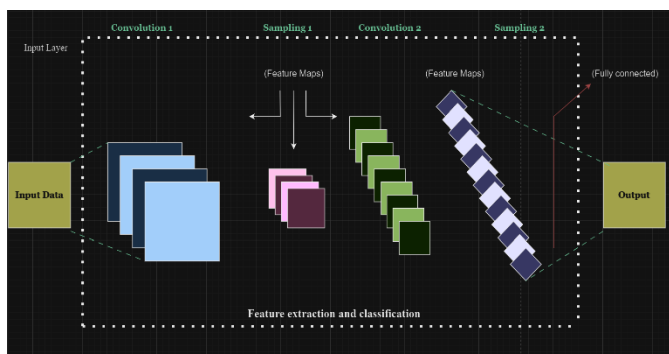 Convolution 1
Sampling 1
Convolution 2
Sampling 2
Input Layer
(Feature Maps)
(Feature Maps)
(Fully connected)
Input Data
Output
Feature extraction and classification